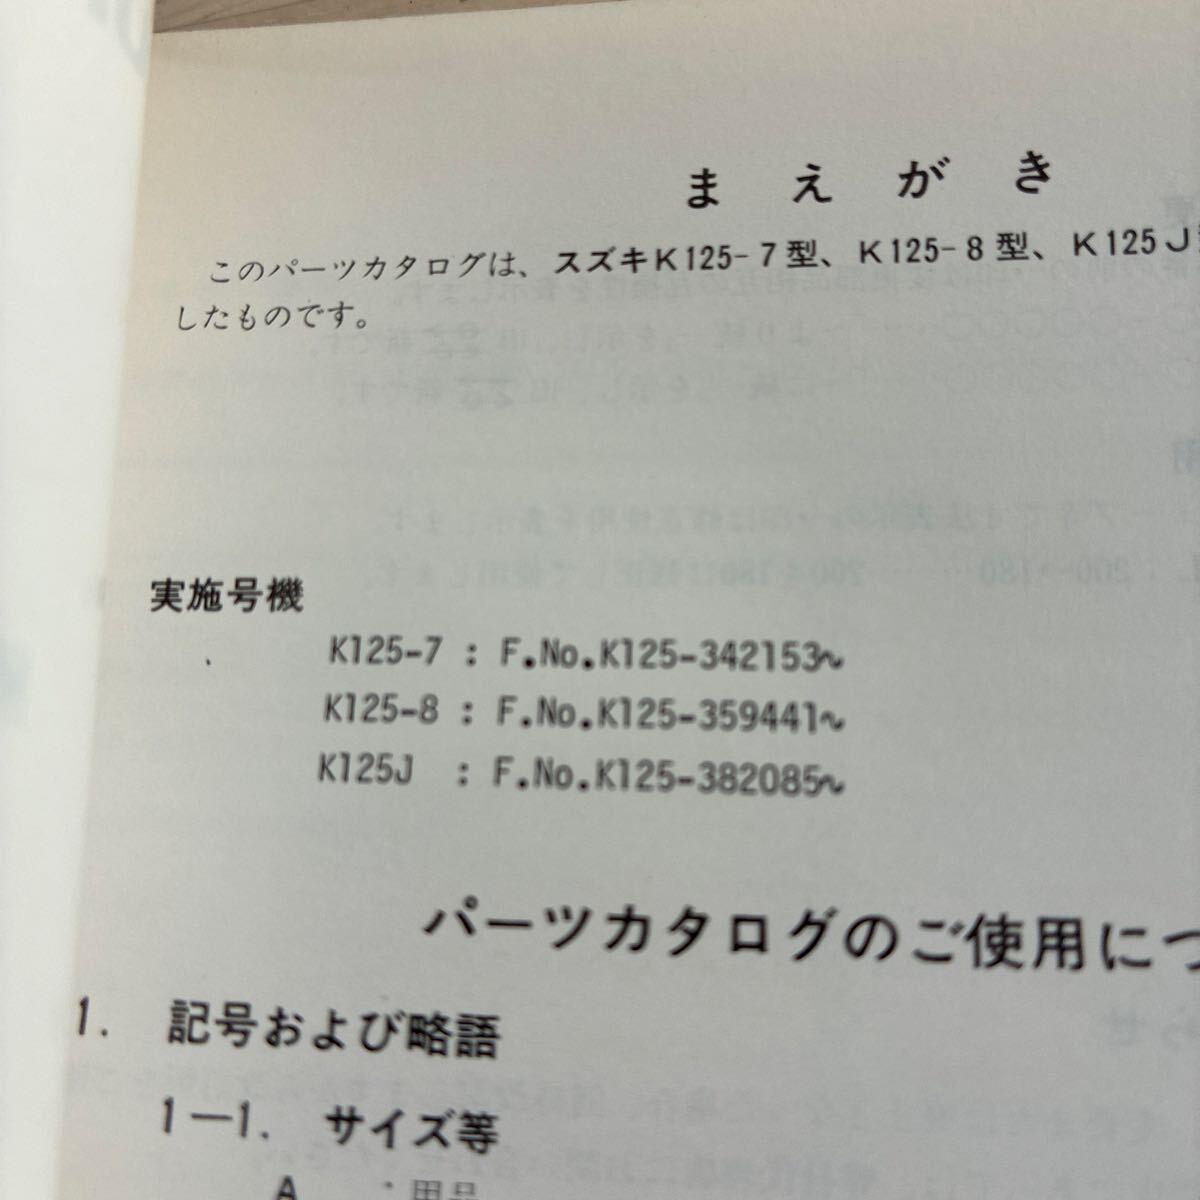 まえがき
このパーツカタログは、スズキK125-7型、K125-8型、K125J
したものです。
実施号機
K125-7 : F.No.K125-342153~
K125-8 : F.No.K125-359441~
K125J : F.No.K125-382085~
パーツカタログのご使用につ
1. 記号および略語
1-1. サイズ等
A : 用品